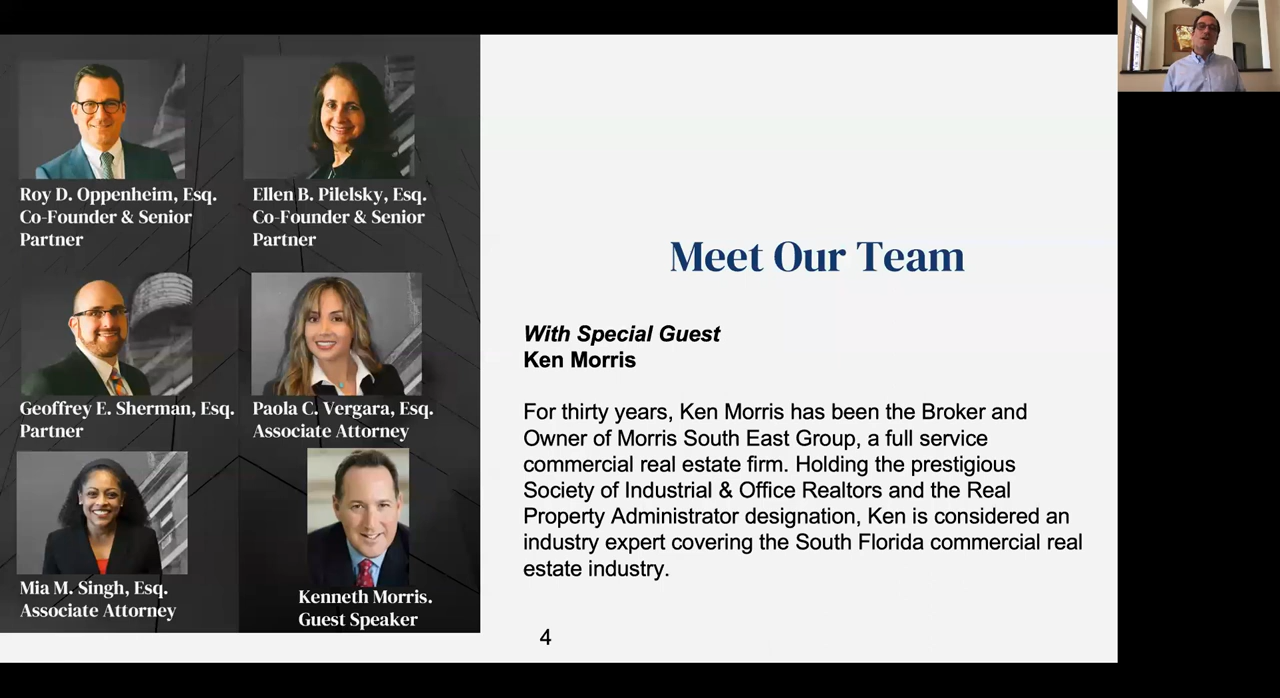 Roy D. Oppenheim, Esq.
Co-Founder & Senior
Partner
Ellen B. Pilelsky, Esq.
Co-Founder & Senior
Partner
Geoffrey E. Sherman, Esq.
Partner
Paola C. Vergara, Esq.
Associate Attorney
Mia M. Singh, Esq.
Associate Attorney
Kenneth Morris.
Guest Speaker
Meet Our Team
With Special Guest
Ken Morris
For thirty years, Ken Morris has been the Broker and
Owner of Morris South East Group, a full service
commercial real estate firm. Holding the prestigious
Society of Industrial & Office Realtors and the Real
Property Administrator designation, Ken is considered an
industry expert covering the South Florida commercial real
estate industry.
4